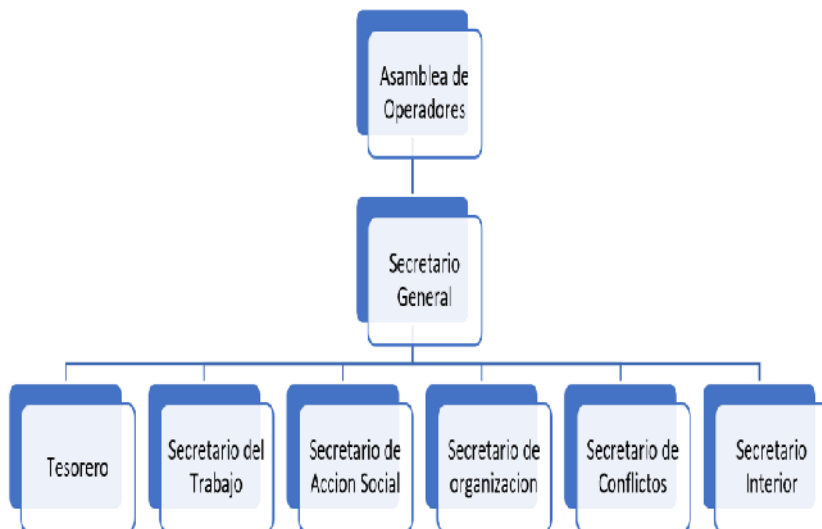 Asamblea de
Operadores
Secretario
General
Tesorero
Secretario del
Trabajo
Secretario de
Accion Social
Secretario de
organizacion
Secretario de
Conflictos
Secretario
Interior